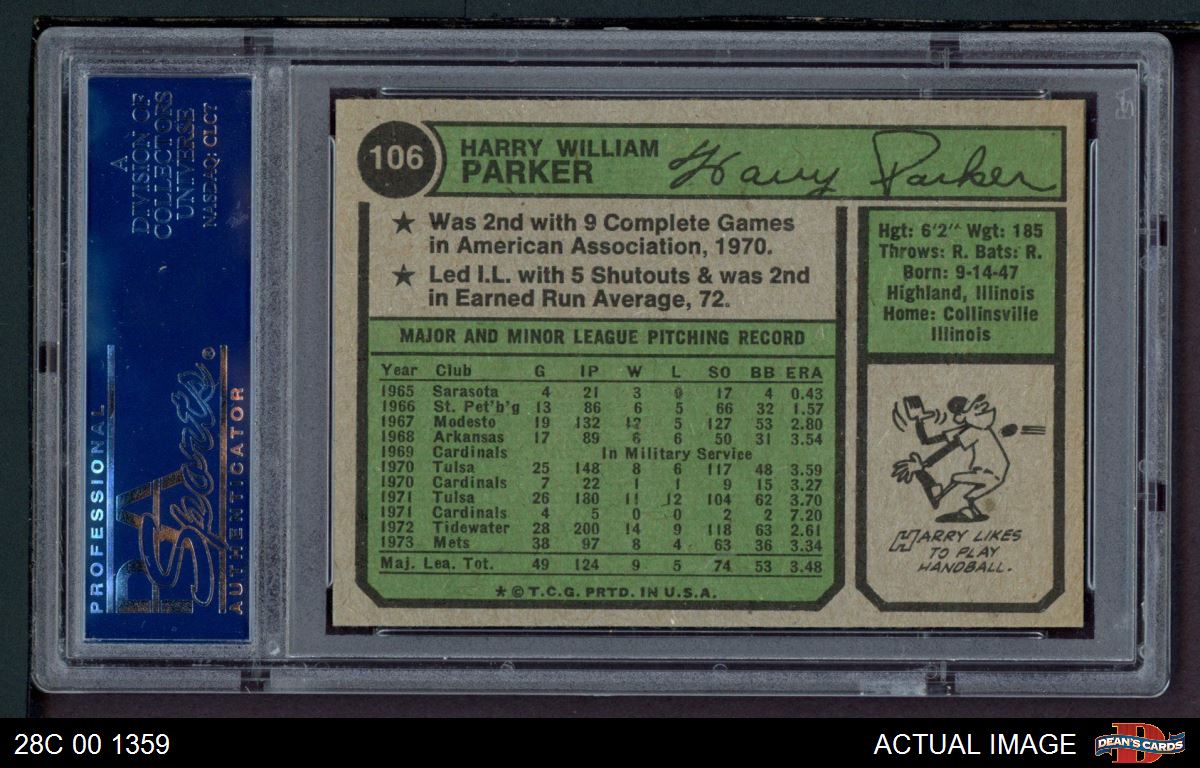 A
DIVISION OF
COLLECTORS
UNIVERSE
NASDAQ: CLCT
PROFESSIONAL
PSA
Sports®
AUTHENTICATOR
106
HARRY WILLIAM
PARKER
Harry Parker
★ Was 2nd with 9 Complete Games
in American Association, 1970.
★ Led I.L. with 5 Shutouts & was 2nd
in Earned Run Average, 72.
MAJOR AND MINOR LEAGUE PITCHING RECORD
Year Club G IP W L SO BB ERA
1965 Sarasota 4 21 3 0 17 4 0.43
1966 St. Pet'b'g 13 86 6 5 66 32 1.57
1967 Modesto 19 132 12 5 127 53 2.80
1968 Arkansas 17 89 6 6 50 31 3.54
1969 Cardinals In Military Service
1970 Tulsa 25 148 8 6 117 48 3.59
1970 Cardinals 7 22 1 1 9 15 3.27
1971 Tulsa 26 180 11 12 104 62 3.70
1971 Cardinals 4 5 0 0 2 2 7.20
1972 Tidewater 28 200 14 9 118 63 2.61
1973 Mets 38 97 8 4 63 36 3.34
Maj. Lea. Tot. 49 124 9 5 74 53 3.48
★ © T.C.G. PRTD. IN U.S.A.
Hgt: 6'2" Wgt: 185
Throws: R. Bats: R.
Born: 9-14-47
Highland, Illinois
Home: Collinsville
Illinois
HARRY LIKES
TO PLAY
HANDBALL.
28C 00 1359
ACTUAL IMAGE
D
DEAN'S CARDS